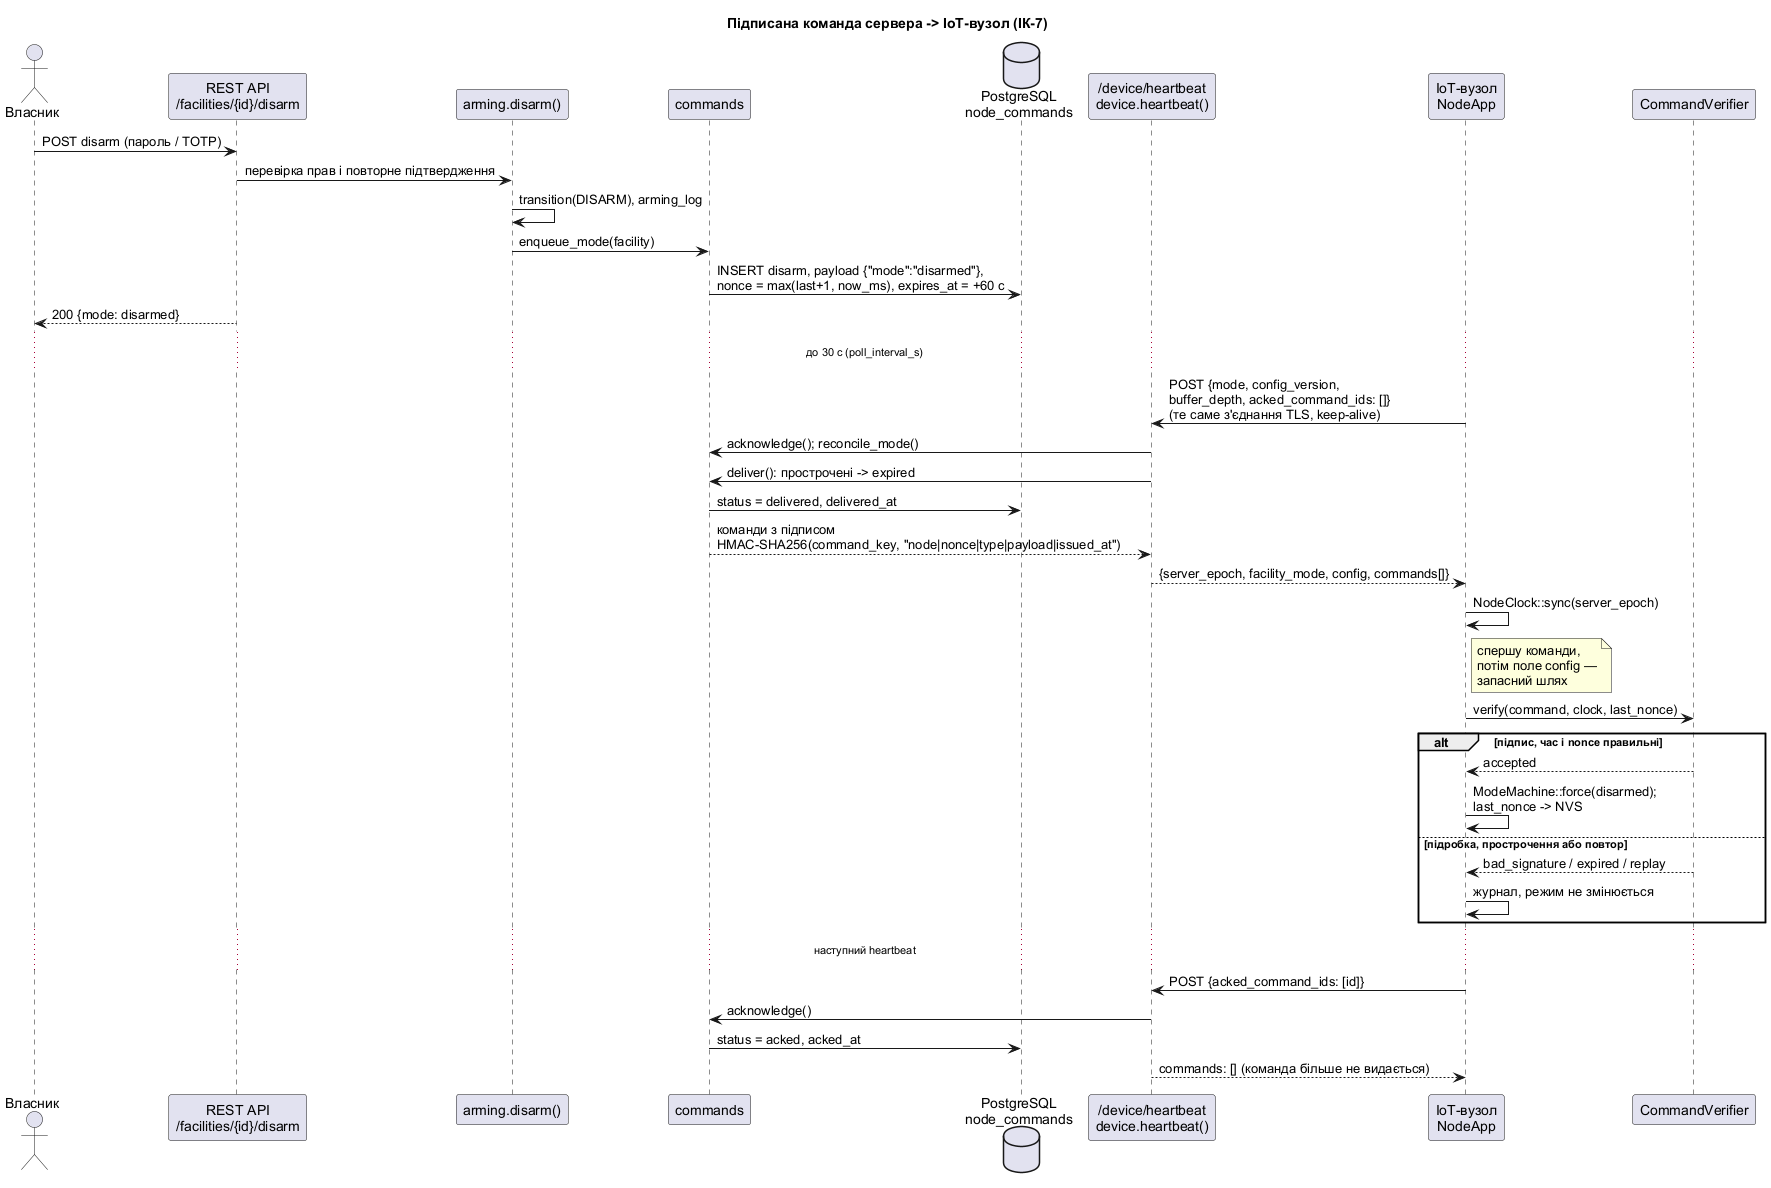 Підписана команда сервера -> IoT-вузол (ІК-7)
Власник
REST API
/facilities/{id}/disarm
arming.disarm()
commands
PostgreSQL
node_commands
/device/heartbeat
device.heartbeat()
IoT-вузол
NodeApp
CommandVerifier
POST disarm (пароль / TOTP)
перевірка прав і повторне підтвердження
transition(DISARM), arming_log
enqueue_mode(facility)
INSERT disarm, payload {"mode":"disarmed"},
nonce = max(last+1, now_ms), expires_at = +60 с
200 {mode: disarmed}
до 30 с (poll_interval_s)
POST {mode, config_version,
buffer_depth, acked_command_ids: []}
(те саме з'єднання TLS, keep-alive)
acknowledge(); reconcile_mode()
deliver(): прострочені -> expired
status = delivered, delivered_at
команди з підписом
HMAC-SHA256(command_key, "node|nonce|type|payload|issued_at")
{server_epoch, facility_mode, config, commands[]}
NodeClock::sync(server_epoch)
спершу команди,
потім поле config —
запасний шлях
verify(command, clock, last_nonce)
alt
[підпис, час і nonce правильні]
accepted
ModeMachine::force(disarmed);
last_nonce -> NVS
[підробка, прострочення або повтор]
bad_signature / expired / replay
журнал, режим не змінюється
наступний heartbeat
POST {acked_command_ids: [id]}
acknowledge()
status = acked, acked_at
commands: [] (команда більше не видається)
Власник
REST API
/facilities/{id}/disarm
arming.disarm()
commands
PostgreSQL
node_commands
/device/heartbeat
device.heartbeat()
IoT-вузол
NodeApp
CommandVerifier